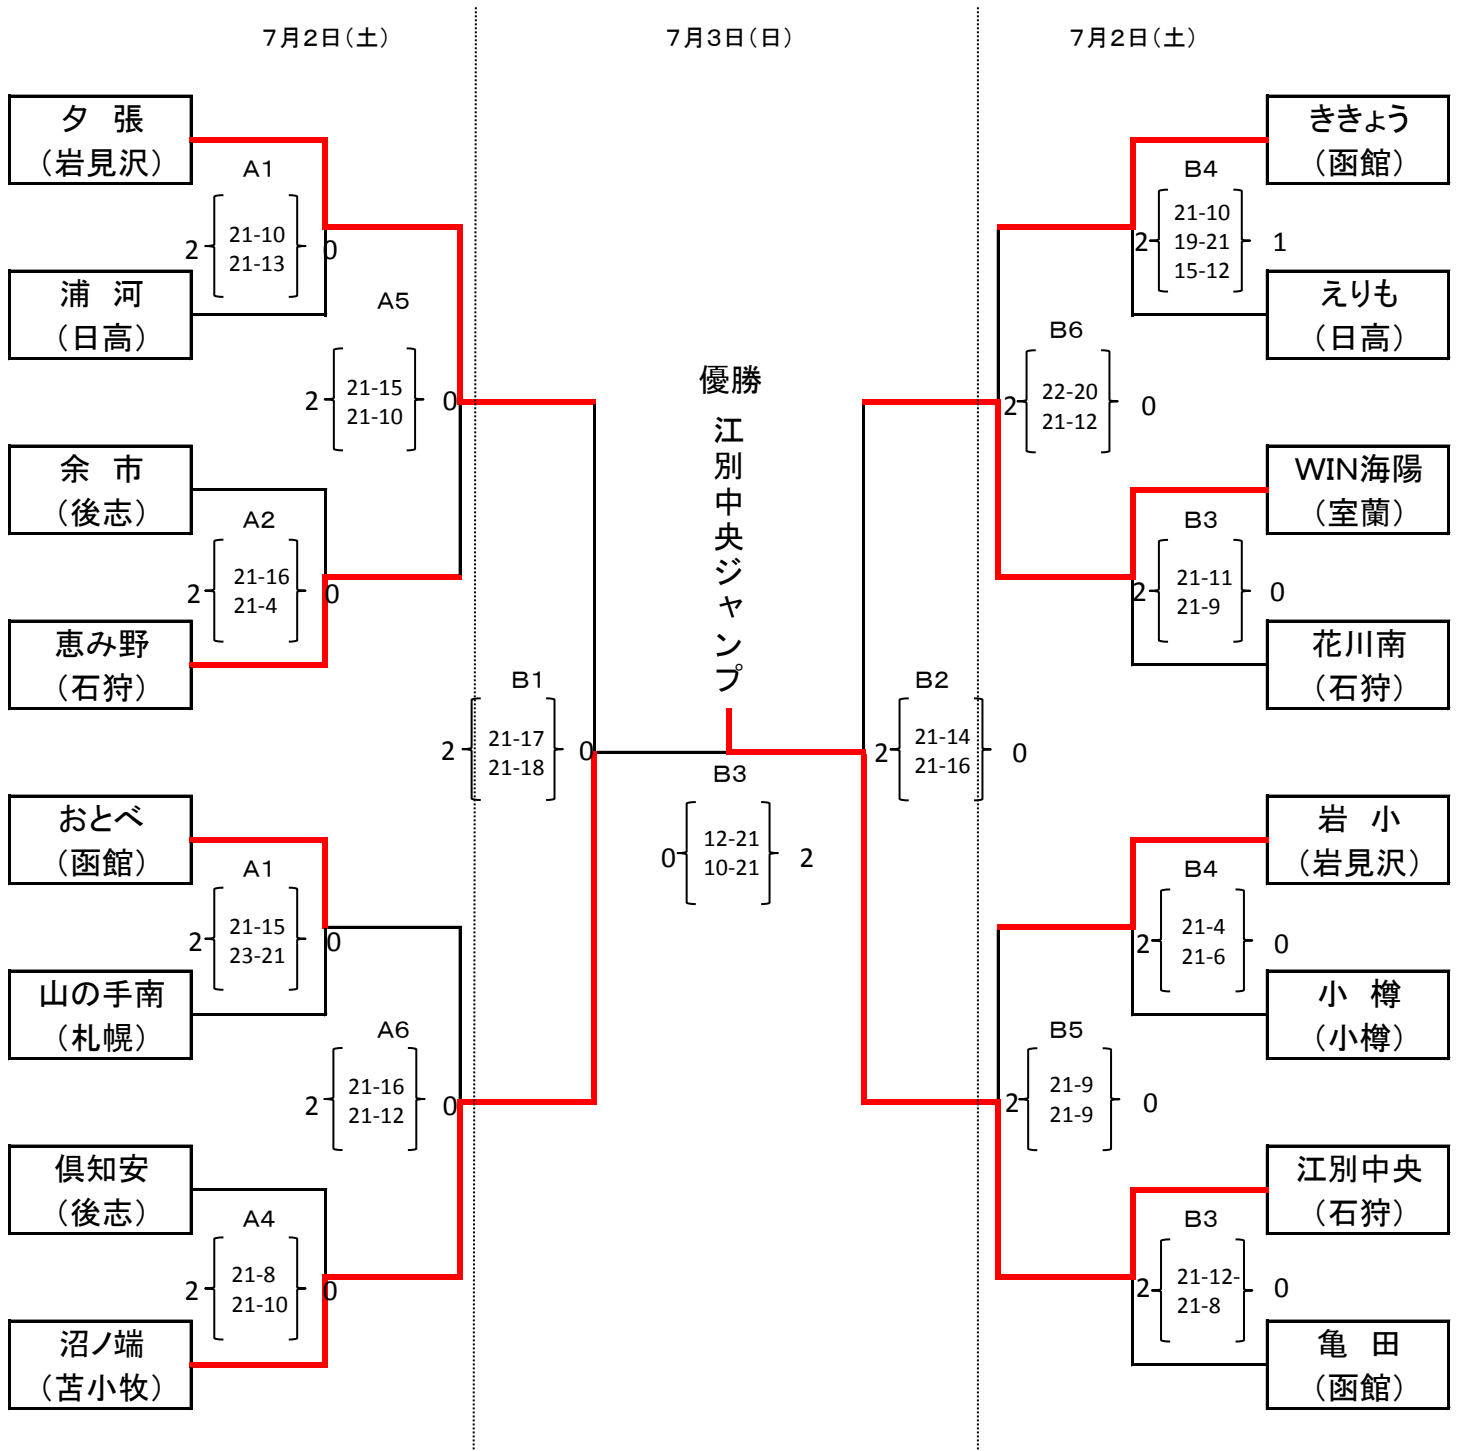 7月2日(土)
7月3日(日)
7月2日(土)
夕 張
(岩見沢)
A1
2
21-10
21-13
0
浦 河
(日高)
A5
2
21-15
21-10
0
余 市
(後志)
A2
2
21-16
21-4
0
恵み野
(石狩)
B1
2
21-17
21-18
0
おとべ
(函館)
A1
2
21-15
23-21
0
山の手南
(札幌)
A6
2
21-16
21-12
0
倶知安
(後志)
A4
2
21-8
21-10
0
沼ノ端
(苫小牧)
優勝
江別中央ジャンプ
B3
0
12-21
10-21
2
ききょう
(函館)
B4
2
21-10
19-21
15-12
1
えりも
(日高)
B6
2
22-20
21-12
0
WIN海陽
(室蘭)
B3
2
21-11
21-9
0
花川南
(石狩)
B2
2
21-14
21-16
0
岩 小
(岩見沢)
B4
2
21-4
21-6
0
小 樽
(小樽)
B5
2
21-9
21-9
0
江別中央
(石狩)
B3
2
21-12-
21-8
0
亀 田
(函館)